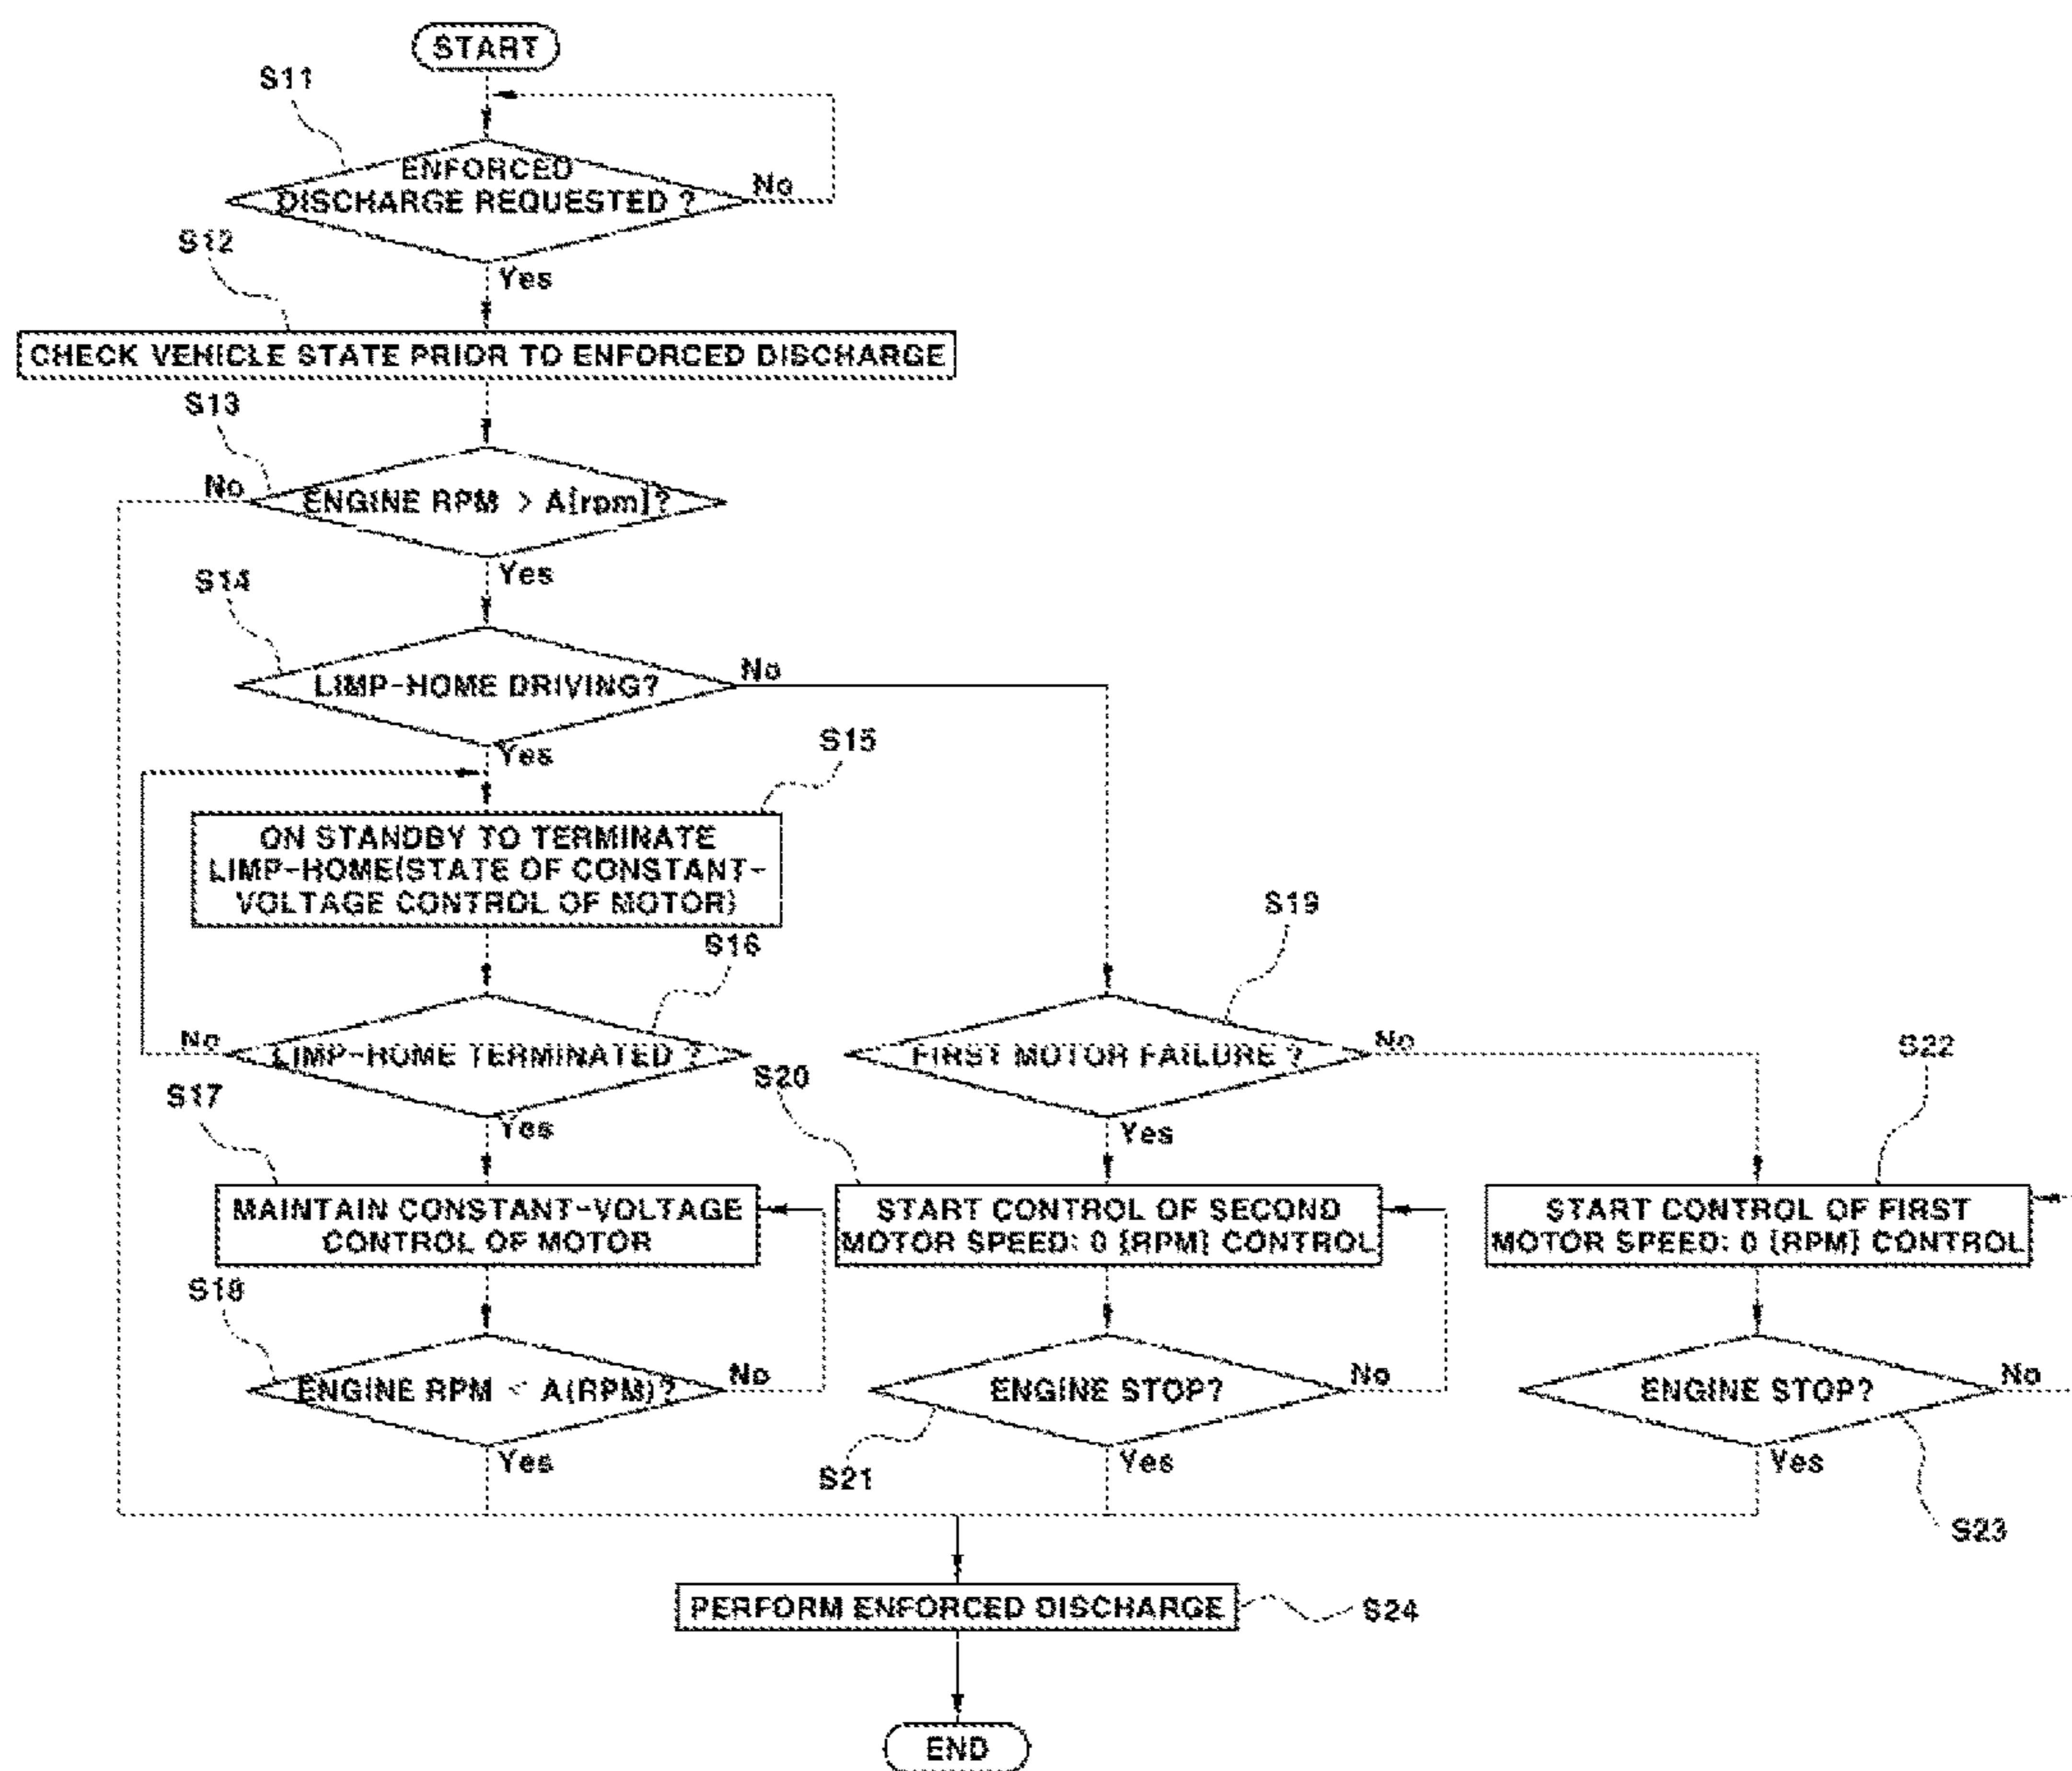 START
S11
ENFORCED
DISCHARGE REQUESTED ?
No
S12
Yes
CHECK VEHICLE STATE PRIOR TO ENFORCED DISCHARGE
S13
No
ENGINE RPM > A[rpm]?
Yes
S14
No
LIMP-HOME DRIVING?
Yes
S15
ON STANDBY TO TERMINATE
LIMP-HOME(STATE OF CONSTANT-
VOLTAGE CONTROL OF MOTOR)
S16
S19
No
LIMP-HOME TERMINATED ?
FIRST MOTOR FAILURE ?
No
S22
S17
Yes
S20
Yes
MAINTAIN CONSTANT-VOLTAGE
CONTROL OF MOTOR
START CONTROL OF SECOND
MOTOR SPEED: 0 [RPM] CONTROL
START CONTROL OF FIRST
MOTOR SPEED: 0 [RPM] CONTROL
S18
ENGINE RPM < A(RPM)?
No
ENGINE STOP?
No
ENGINE STOP?
No
Yes
S21
Yes
Yes
S23
PERFORM ENFORCED DISCHARGE
S24
END